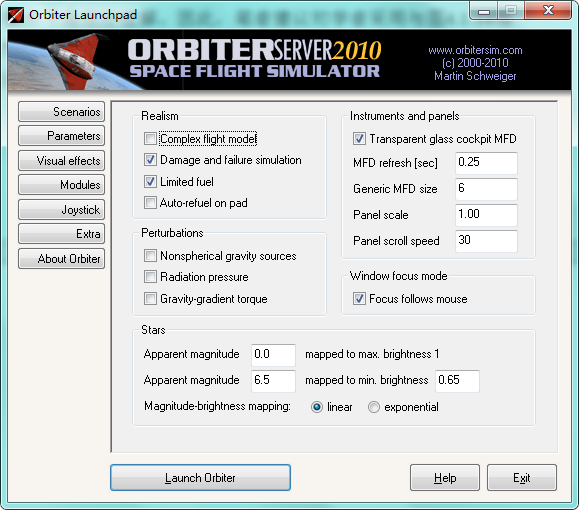 Orbiter Launchpad
ORBITERSERVER2010
SPACE FLIGHT SIMULATOR
www.orbitersim.com
(c) 2000-2010
Martin Schweiger
Scenarios
Parameters
Visual effects
Modules
Joystick
Extra
About Orbiter
Realism
Complex flight model
Damage and failure simulation
Limited fuel
Auto-refuel on pad
Perturbations
Nonspherical gravity sources
Radiation pressure
Gravity-gradient torque
Instruments and panels
Transparent glass cockpit MFD
MFD refresh [sec] 0.25
Generic MFD size 6
Panel scale 1.00
Panel scroll speed 30
Window focus mode
Focus follows mouse
Stars
Apparent magnitude 0.0 mapped to max. brightness 1
Apparent magnitude 6.5 mapped to min. brightness 0.65
Magnitude-brightness mapping: linear exponential
Launch Orbiter Help Exit